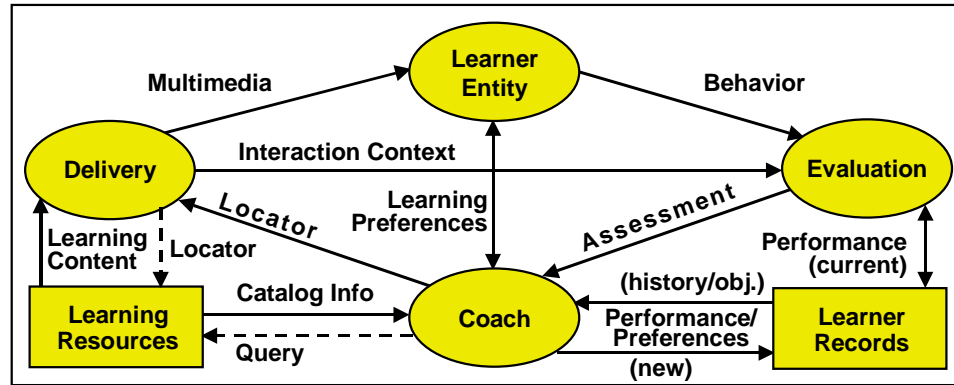 Learner
Entity
Multimedia
Behavior
Delivery
Interaction Context
Evaluation
Learning
Preferences
Locator
Assessment
Learning
Content
Locator
Performance
(current)
Learning
Resources
Catalog Info
Query
Coach
(history/obj.)
Performance/
Preferences
(new)
Learner
Records